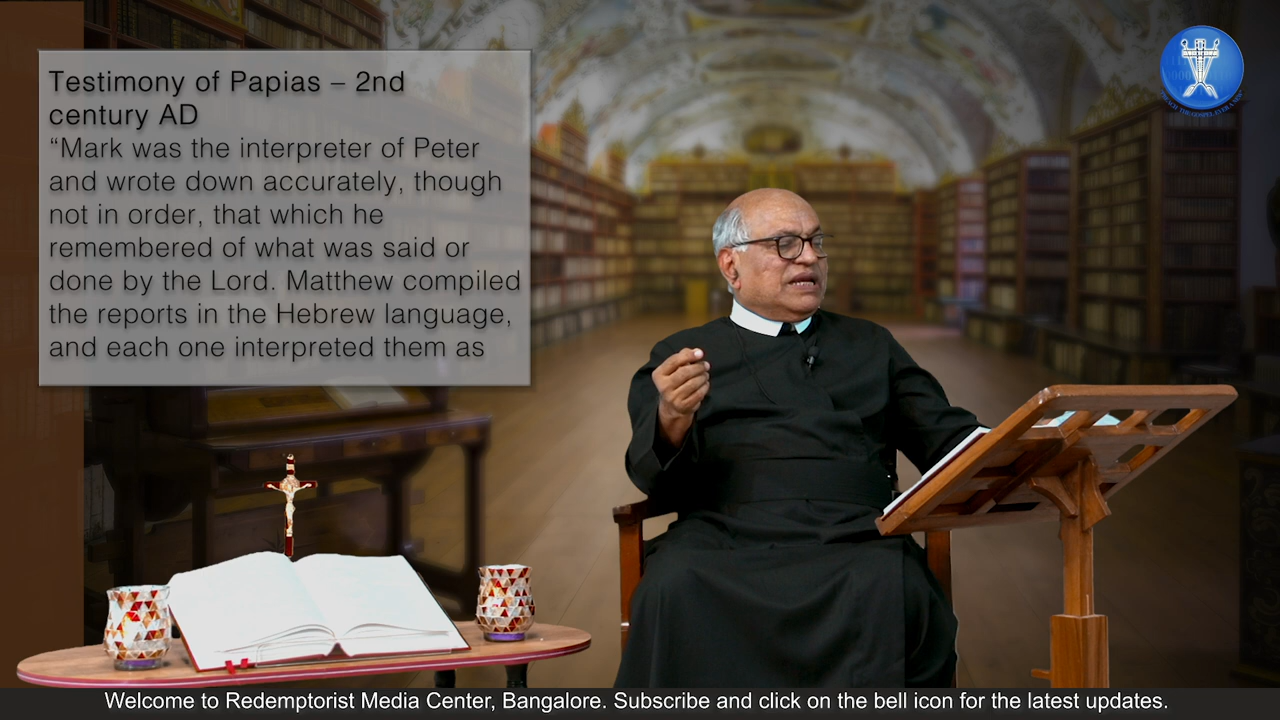 Testimony of Papias – 2nd
century AD
“Mark was the interpreter of Peter
and wrote down accurately, though
not in order, that which he
remembered of what was said or
done by the Lord. Matthew compiled
the reports in the Hebrew language,
and each one interpreted them as
Welcome to Redemptorist Media Center, Bangalore. Subscribe and click on the bell icon for the latest updates.